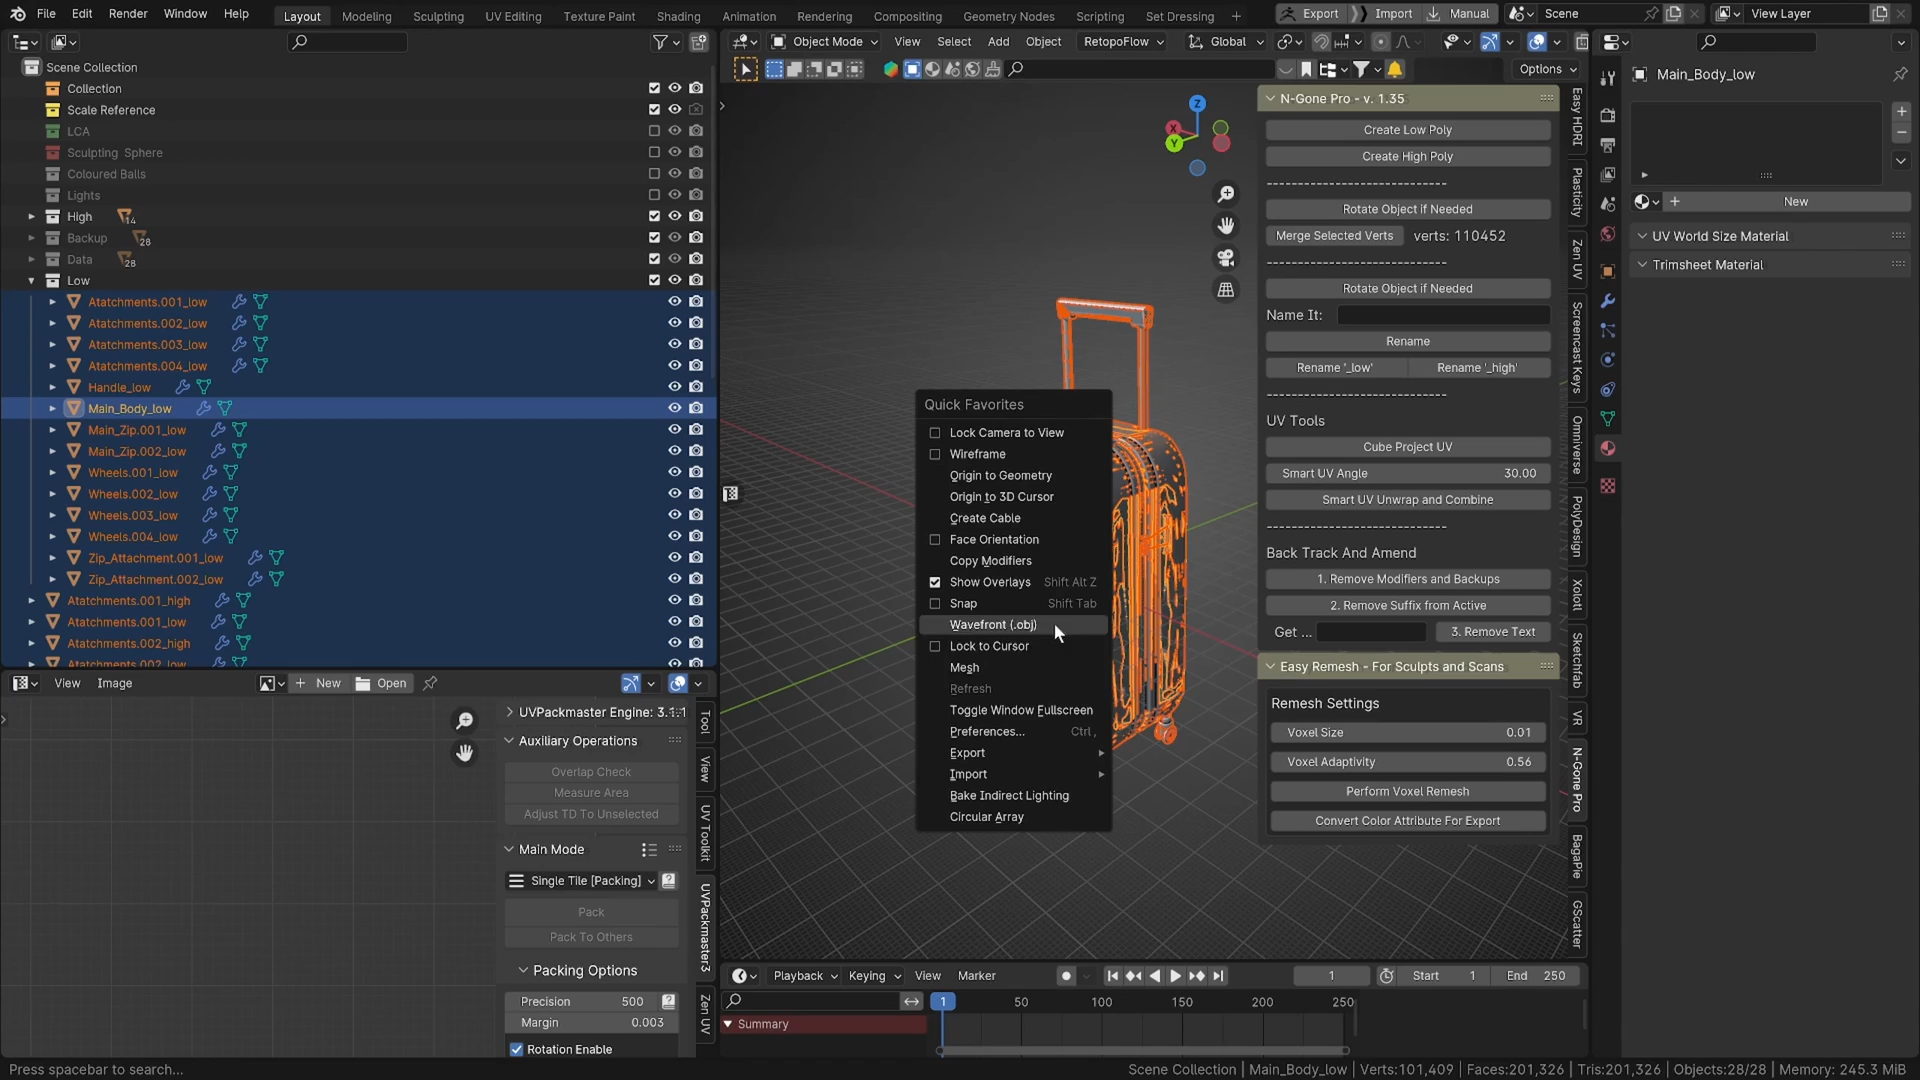 File Edit Render Window Help Layout Modeling Sculpting UV Editing Texture Paint Shading Animation Rendering Compositing Geometry Nodes Scripting Set Dressing + Export Import Manual Scene View Layer
Object Mode View Select Add Object RetopoFlow Global
Options
Scene Collection
Collection
Scale Reference
LCA
Sculpting Sphere
Coloured Balls
Lights
High 14
Backup 28
Data 28
Low
Atatchments.001_low
Atatchments.002_low
Atatchments.003_low
Atatchments.004_low
Handle_low
Main_Body_low
Main_Zip.001_low
Main_Zip.002_low
Wheels.001_low
Wheels.002_low
Wheels.003_low
Wheels.004_low
Zip_Attachment.001_low
Zip_Attachment.002_low
Atatchments.001_high
Atatchments.001_low
Atatchments.002_high
Atatchments.002_low
View Image + New Open
UVPackmaster Engine: 3.1.1
Auxiliary Operations
Overlap Check
Measure Area
Adjust TD To Unselected
Main Mode
Single Tile [Packing]
Pack
Pack To Others
Packing Options
Precision 500
Margin 0.003
Rotation Enable
Tool
View
UV Toolkit
UVPackmaster3
Zen UV
Z
X
Y
Quick Favorites
Lock Camera to View
Wireframe
Origin to Geometry
Origin to 3D Cursor
Create Cable
Face Orientation
Copy Modifiers
Show Overlays Shift Alt Z
Snap Shift Tab
Wavefront (.obj)
Lock to Cursor
Mesh
Refresh
Toggle Window Fullscreen
Preferences... Ctrl ,
Export
Import
Bake Indirect Lighting
Circular Array
N-Gone Pro - v. 1.35
Create Low Poly
Create High Poly
----------------------------
Rotate Object if Needed
Merge Selected Verts verts: 110452
----------------------------
Rotate Object if Needed
Name It:
Rename
Rename '_low' Rename '_high'
----------------------------
UV Tools
Cube Project UV
Smart UV Angle 30.00
Smart UV Unwrap and Combine
----------------------------
Back Track And Amend
1. Remove Modifiers and Backups
2. Remove Suffix from Active
Get ... 3. Remove Text
Easy Remesh - For Sculpts and Scans
Remesh Settings
Voxel Size 0.01
Voxel Adaptivity 0.56
Perform Voxel Remesh
Convert Color Attribute For Export
Easy HDRI
Plasticity
Zen UV
Screencast Keys
Omniverse
PolyDesign
Xolotl
Sketchfab
VR
N-Gone Pro
BagaPie
GScatter
Main_Body_low
+ New
UV World Size Material
Trimsheet Material
Playback Keying View Marker 1 Start 1 End 250
1 50 100 150 200 250
Summary
Press spacebar to search...
Scene Collection | Main_Body_low | Verts:101,409 | Faces:201,326 | Tris:201,326 | Objects:28/28 | Memory: 245.3 MiB